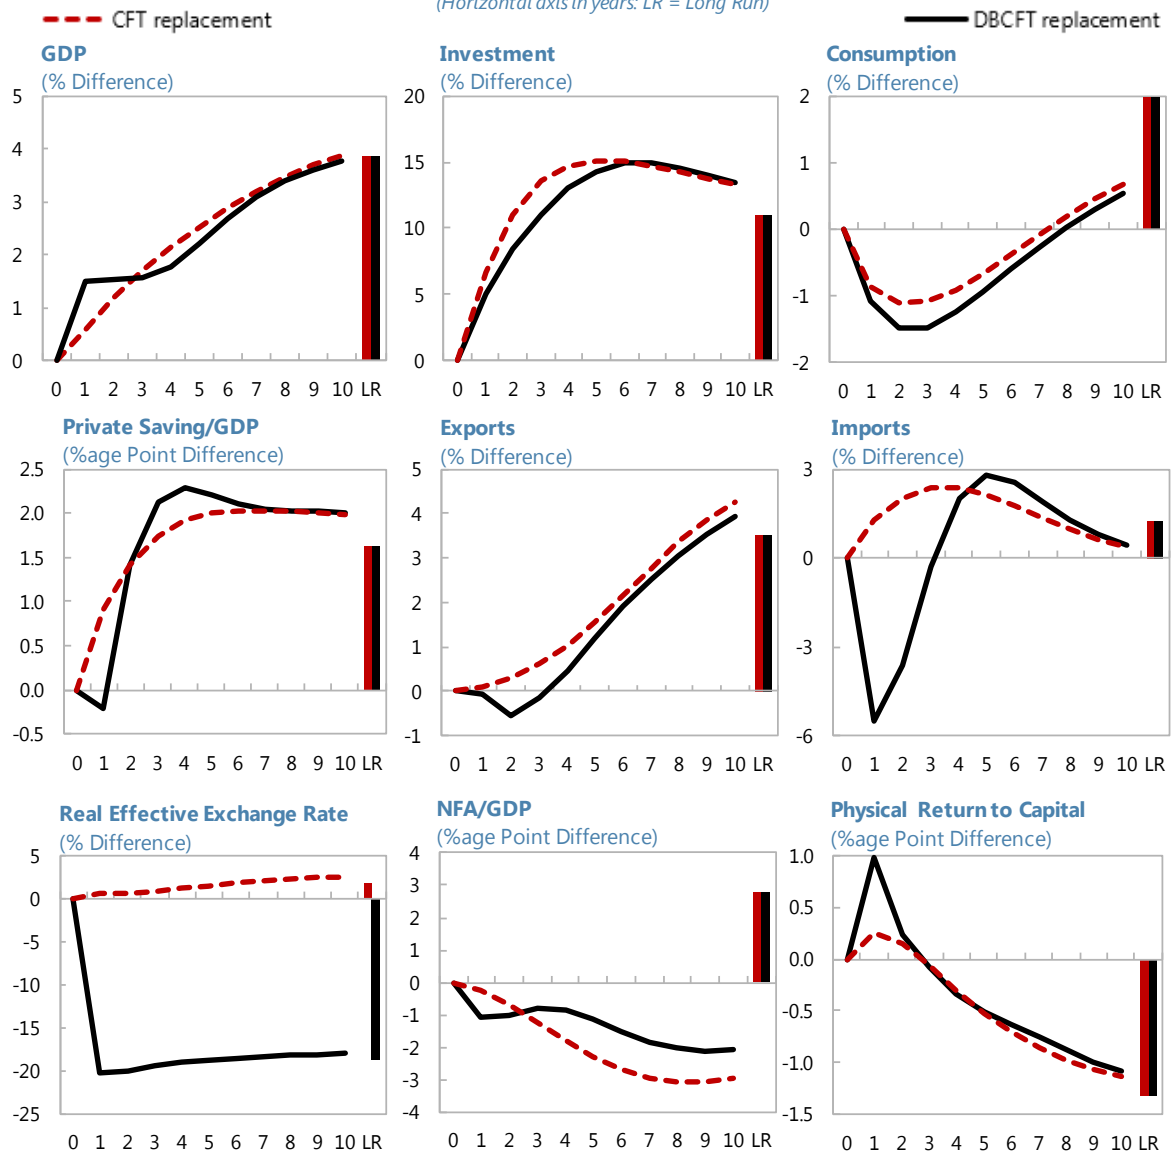 (Horizontal axis in years: LR = Long Run)
CFT replacement
DBCFT replacement
GDP
(% Difference)
5
4
3
2
1
0
0 1 2 3 4 5 6 7 8 9 10 LR
Investment
(% Difference)
20
15
10
5
0
0 1 2 3 4 5 6 7 8 9 10 LR
Consumption
(% Difference)
2
1
0
-1
-2
0 1 2 3 4 5 6 7 8 9 10 LR
Private Saving/GDP
(%age Point Difference)
2.5
2.0
1.5
1.0
0.5
0.0
-0.5
0 1 2 3 4 5 6 7 8 9 10 LR
Exports
(% Difference)
5
4
3
2
1
0
-1
0 1 2 3 4 5 6 7 8 9 10 LR
Imports
(% Difference)
3
0
-3
-6
0 1 2 3 4 5 6 7 8 9 10 LR
Real Effective Exchange Rate
(% Difference)
5
0
-5
-10
-15
-20
-25
0 1 2 3 4 5 6 7 8 9 10 LR
NFA/GDP
(%age Point Difference)
4
3
2
1
0
-1
-2
-3
-4
0 1 2 3 4 5 6 7 8 9 10 LR
Physical Return to Capital
(%age Point Difference)
1.0
0.5
0.0
-0.5
-1.0
-1.5
0 1 2 3 4 5 6 7 8 9 10 LR